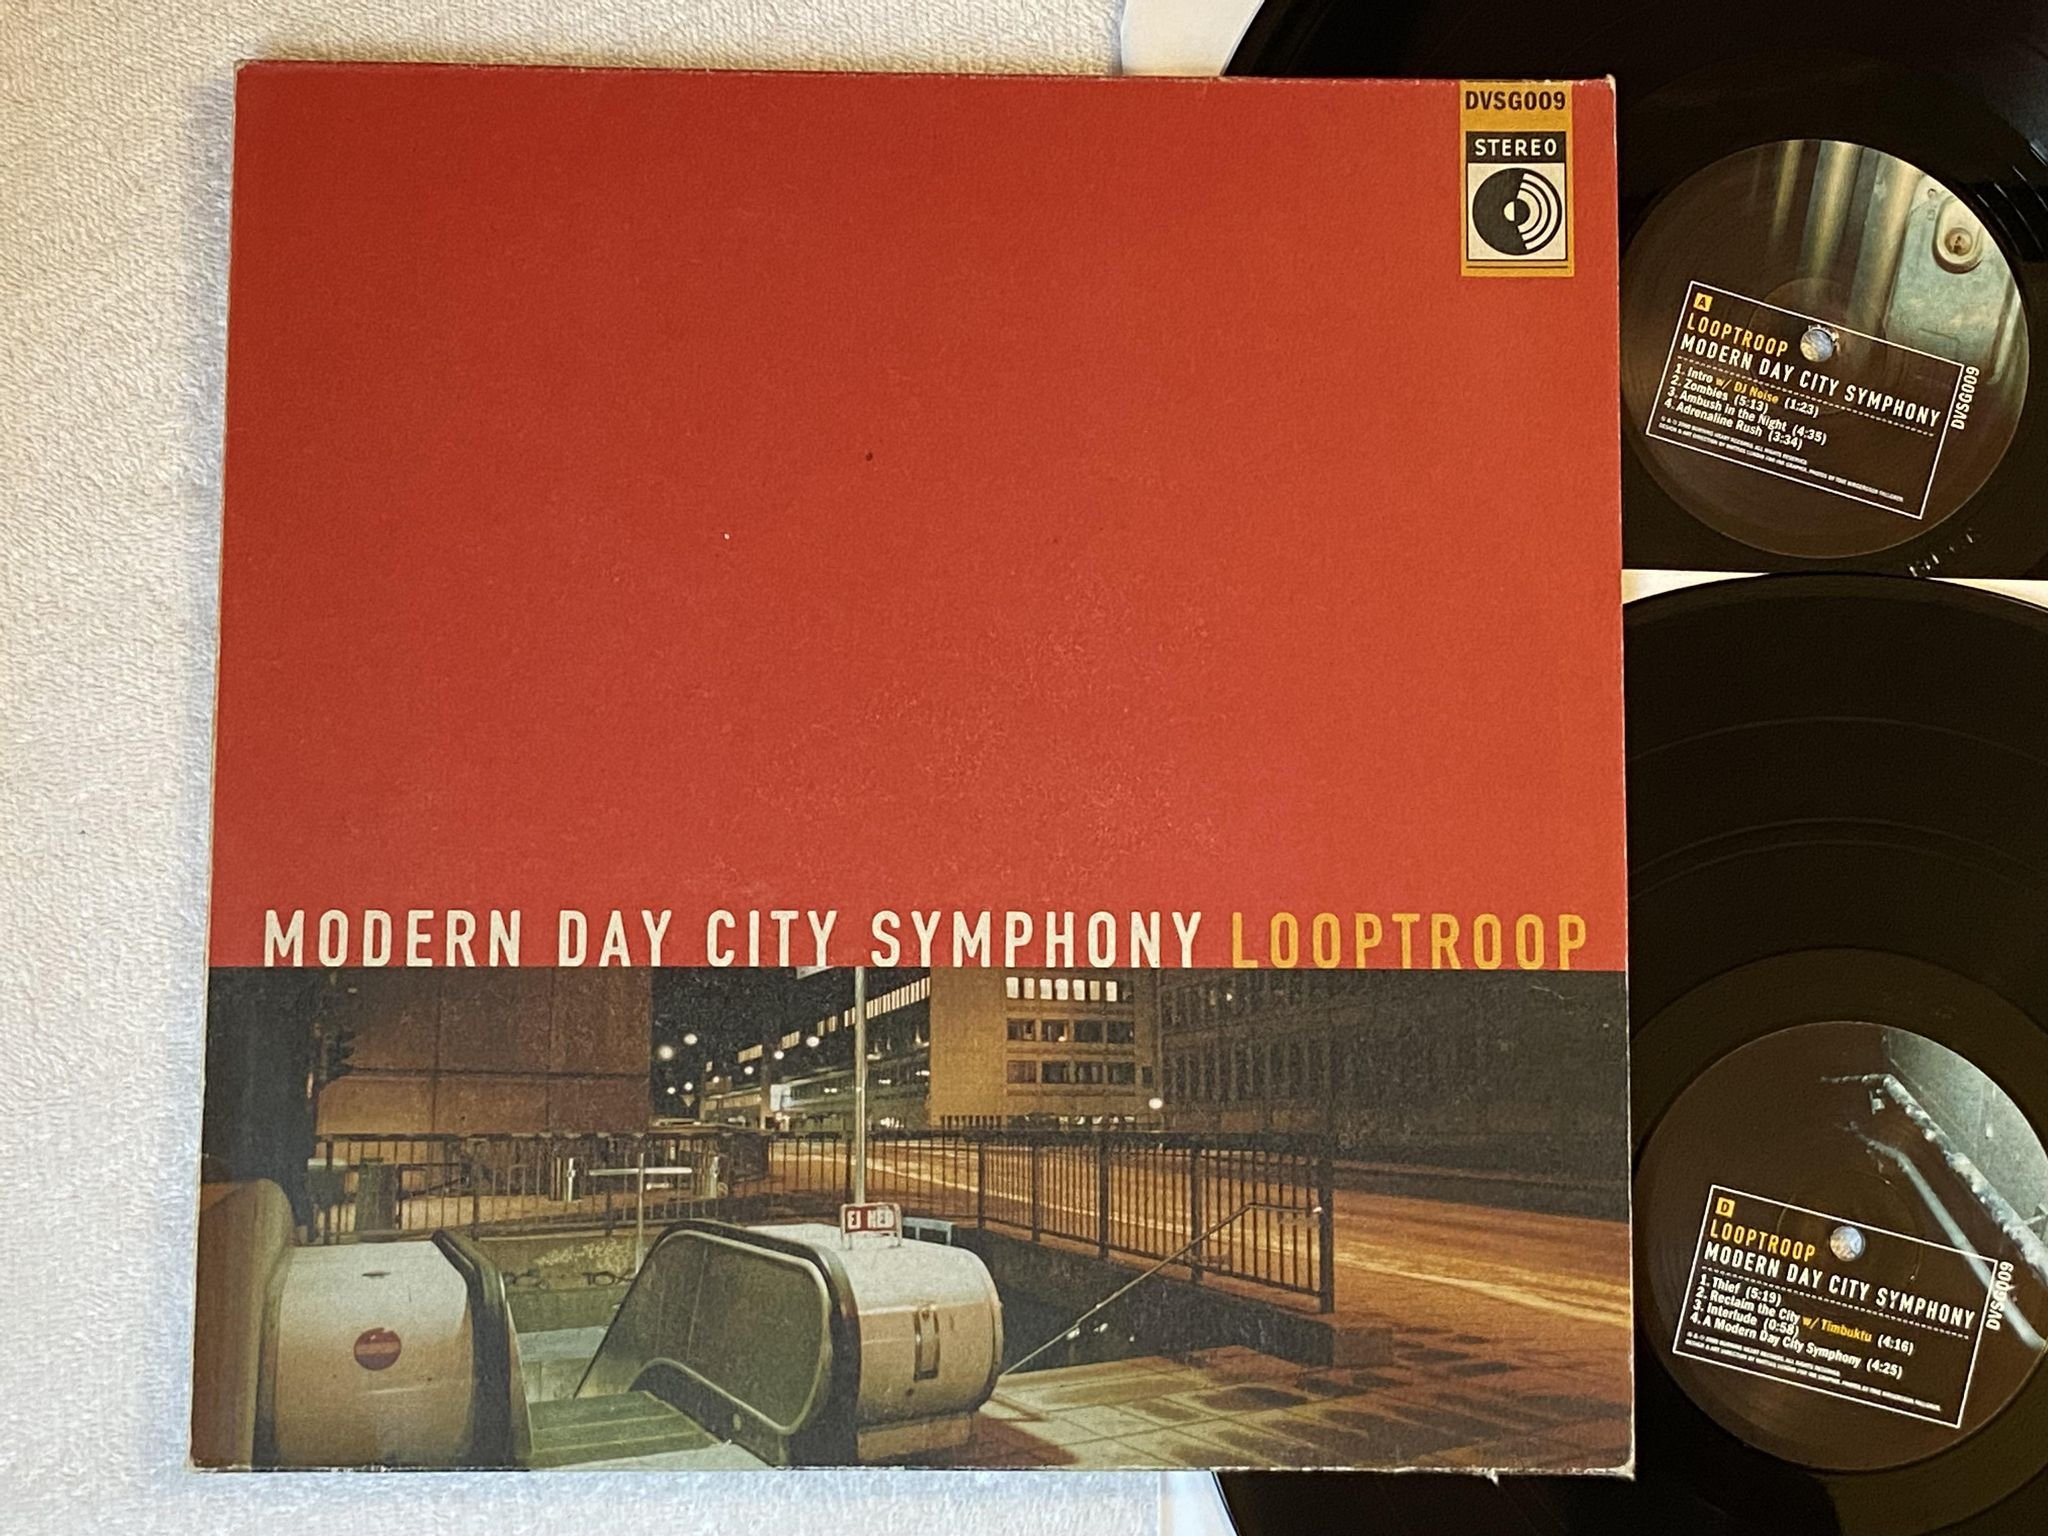 DVSG009
STEREO
MODERN DAY CITY SYMPHONY LOOPTROOP
EJ NED
A
LOOPTROOP
MODERN DAY CITY SYMPHONY
1. Intro w/ DJ Noise (1:23)
2. Zombies (5:13)
3. Ambush in the Night (4:35)
4. Adrenaline Rush (3:34)
DVSG009
D
LOOPTROOP
MODERN DAY CITY SYMPHONY
1. Thief (5:19)
2. Reclaim the City w/ Timbuktu (4:16)
3. Interlude (0:58)
4. A Modern Day City Symphony (4:25)
DVSG009